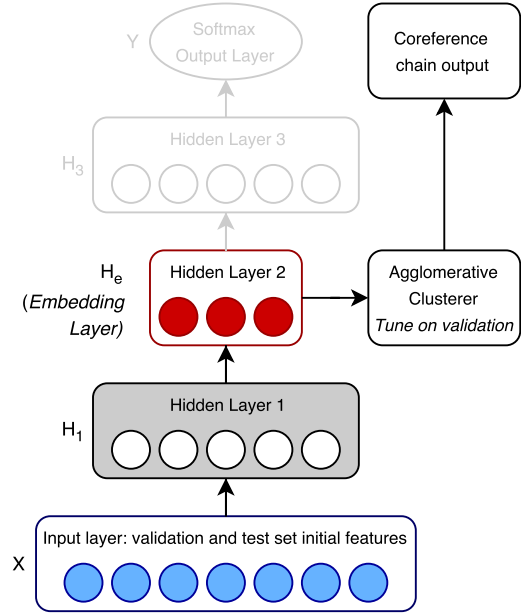 Y
Softmax
Output Layer
Coreference
chain output
H3
Hidden Layer 3
He
(Embedding
Layer)
Hidden Layer 2
Agglomerative
Clusterer
Tune on validation
H1
Hidden Layer 1
X
Input layer: validation and test set initial features